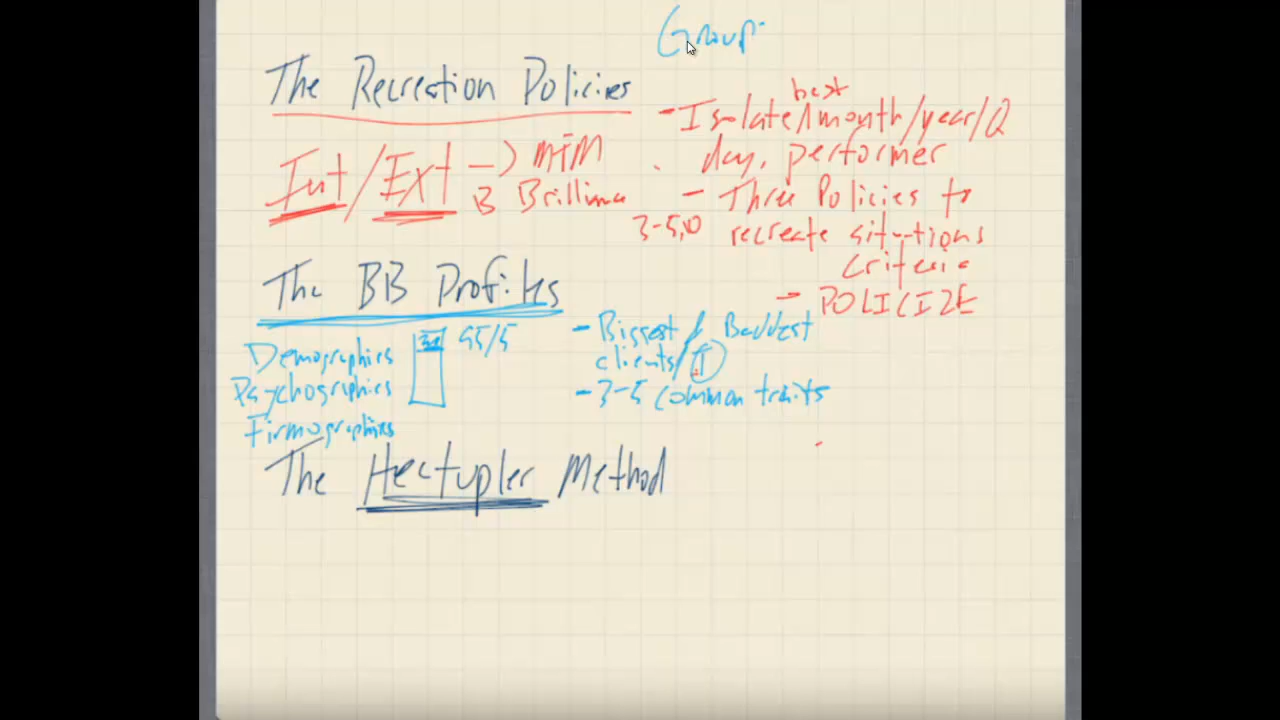 Group
The Recreation Policies
best
- Isolate/month/year/Q
day, performer
Int/Ext -> MTM
B Brilliance
- Three Policies to
3-5,10 recreate situations
criteria
- POLICIZE
The BB Profiles
Demographics
Psychographics
Firmographics
95/5
- Biggest & Baddest
clients/I
- 3-5 common traits
The Hectupler Method